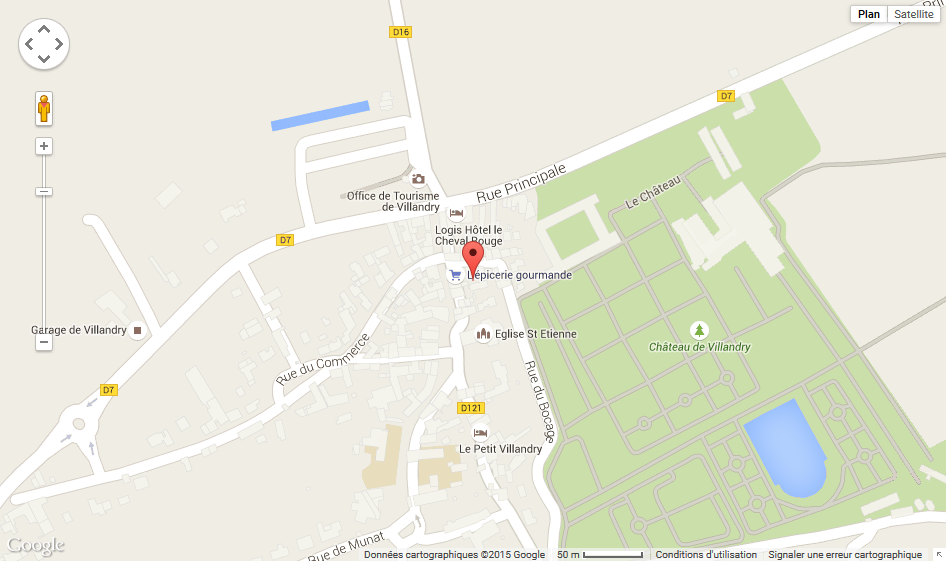 Plan
Satellite
D16
D7
Rue Principale
Office de Tourisme
de Villandry
Le Château
Logis Hôtel le
Cheval Rouge
D7
L'épicerie gourmande
Garage de Villandry
Eglise St Etienne
Château de Villandry
Rue du Commerce
D7
Rue du Bocage
D121
Le Petit Villandry
Rue de Munat
Google
Données cartographiques ©2015 Google
50 m
Conditions d'utilisation
Signaler une erreur cartographique